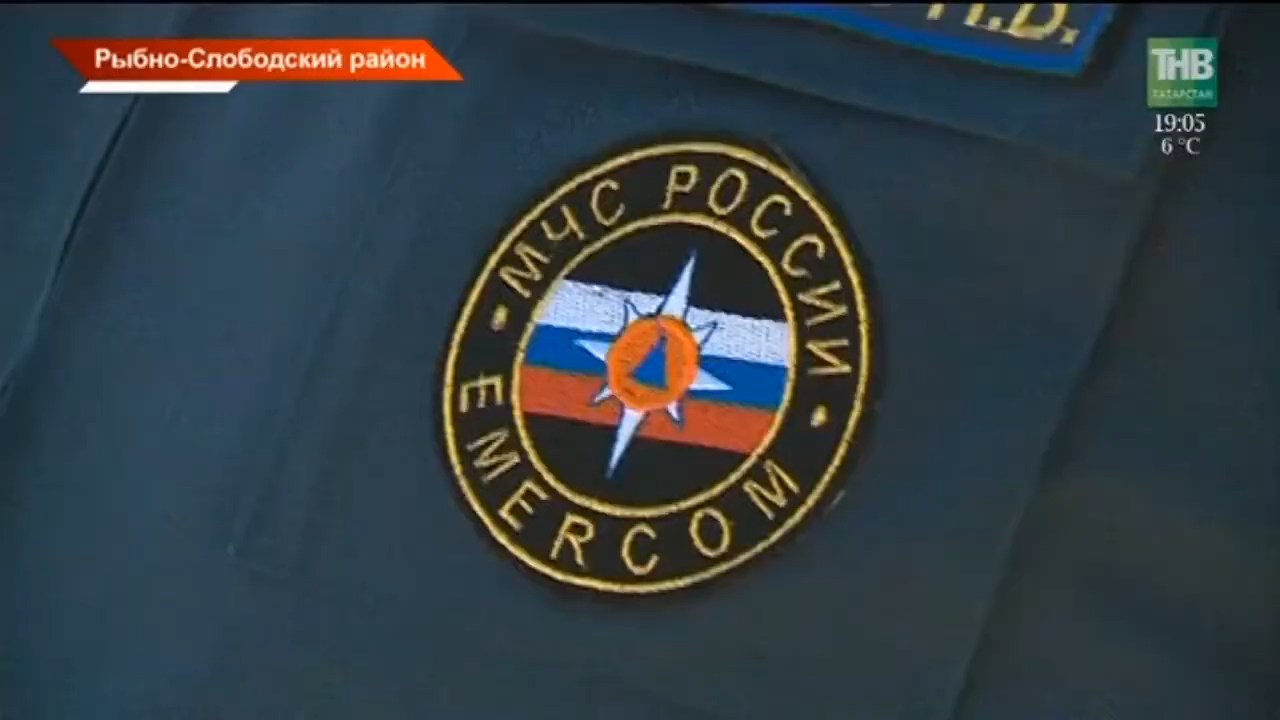 Рыбно-Слободский район
ТНВ
ТАТАРСТАН
19:05
6 °C
МЧС РОССИИ
EMERCOM